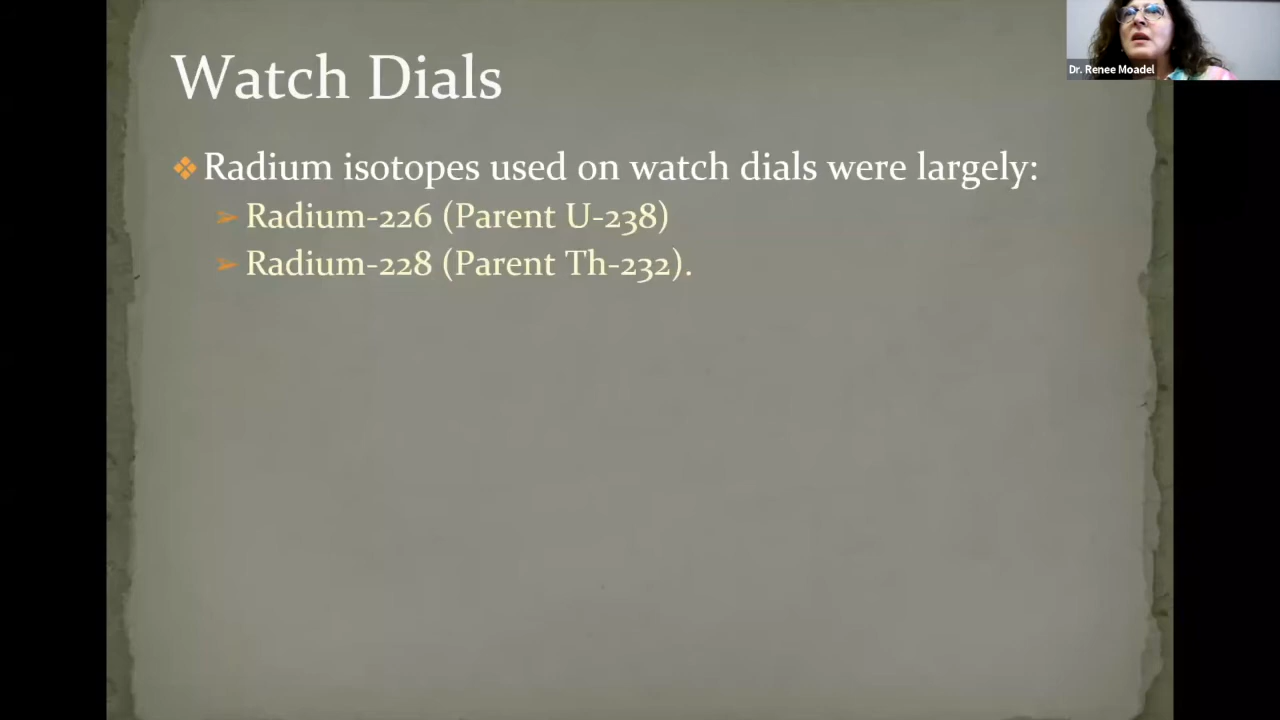 Watch Dials
Dr. Renee Moadel
Radium isotopes used on watch dials were largely:
Radium-226 (Parent U-238)
Radium-228 (Parent Th-232).